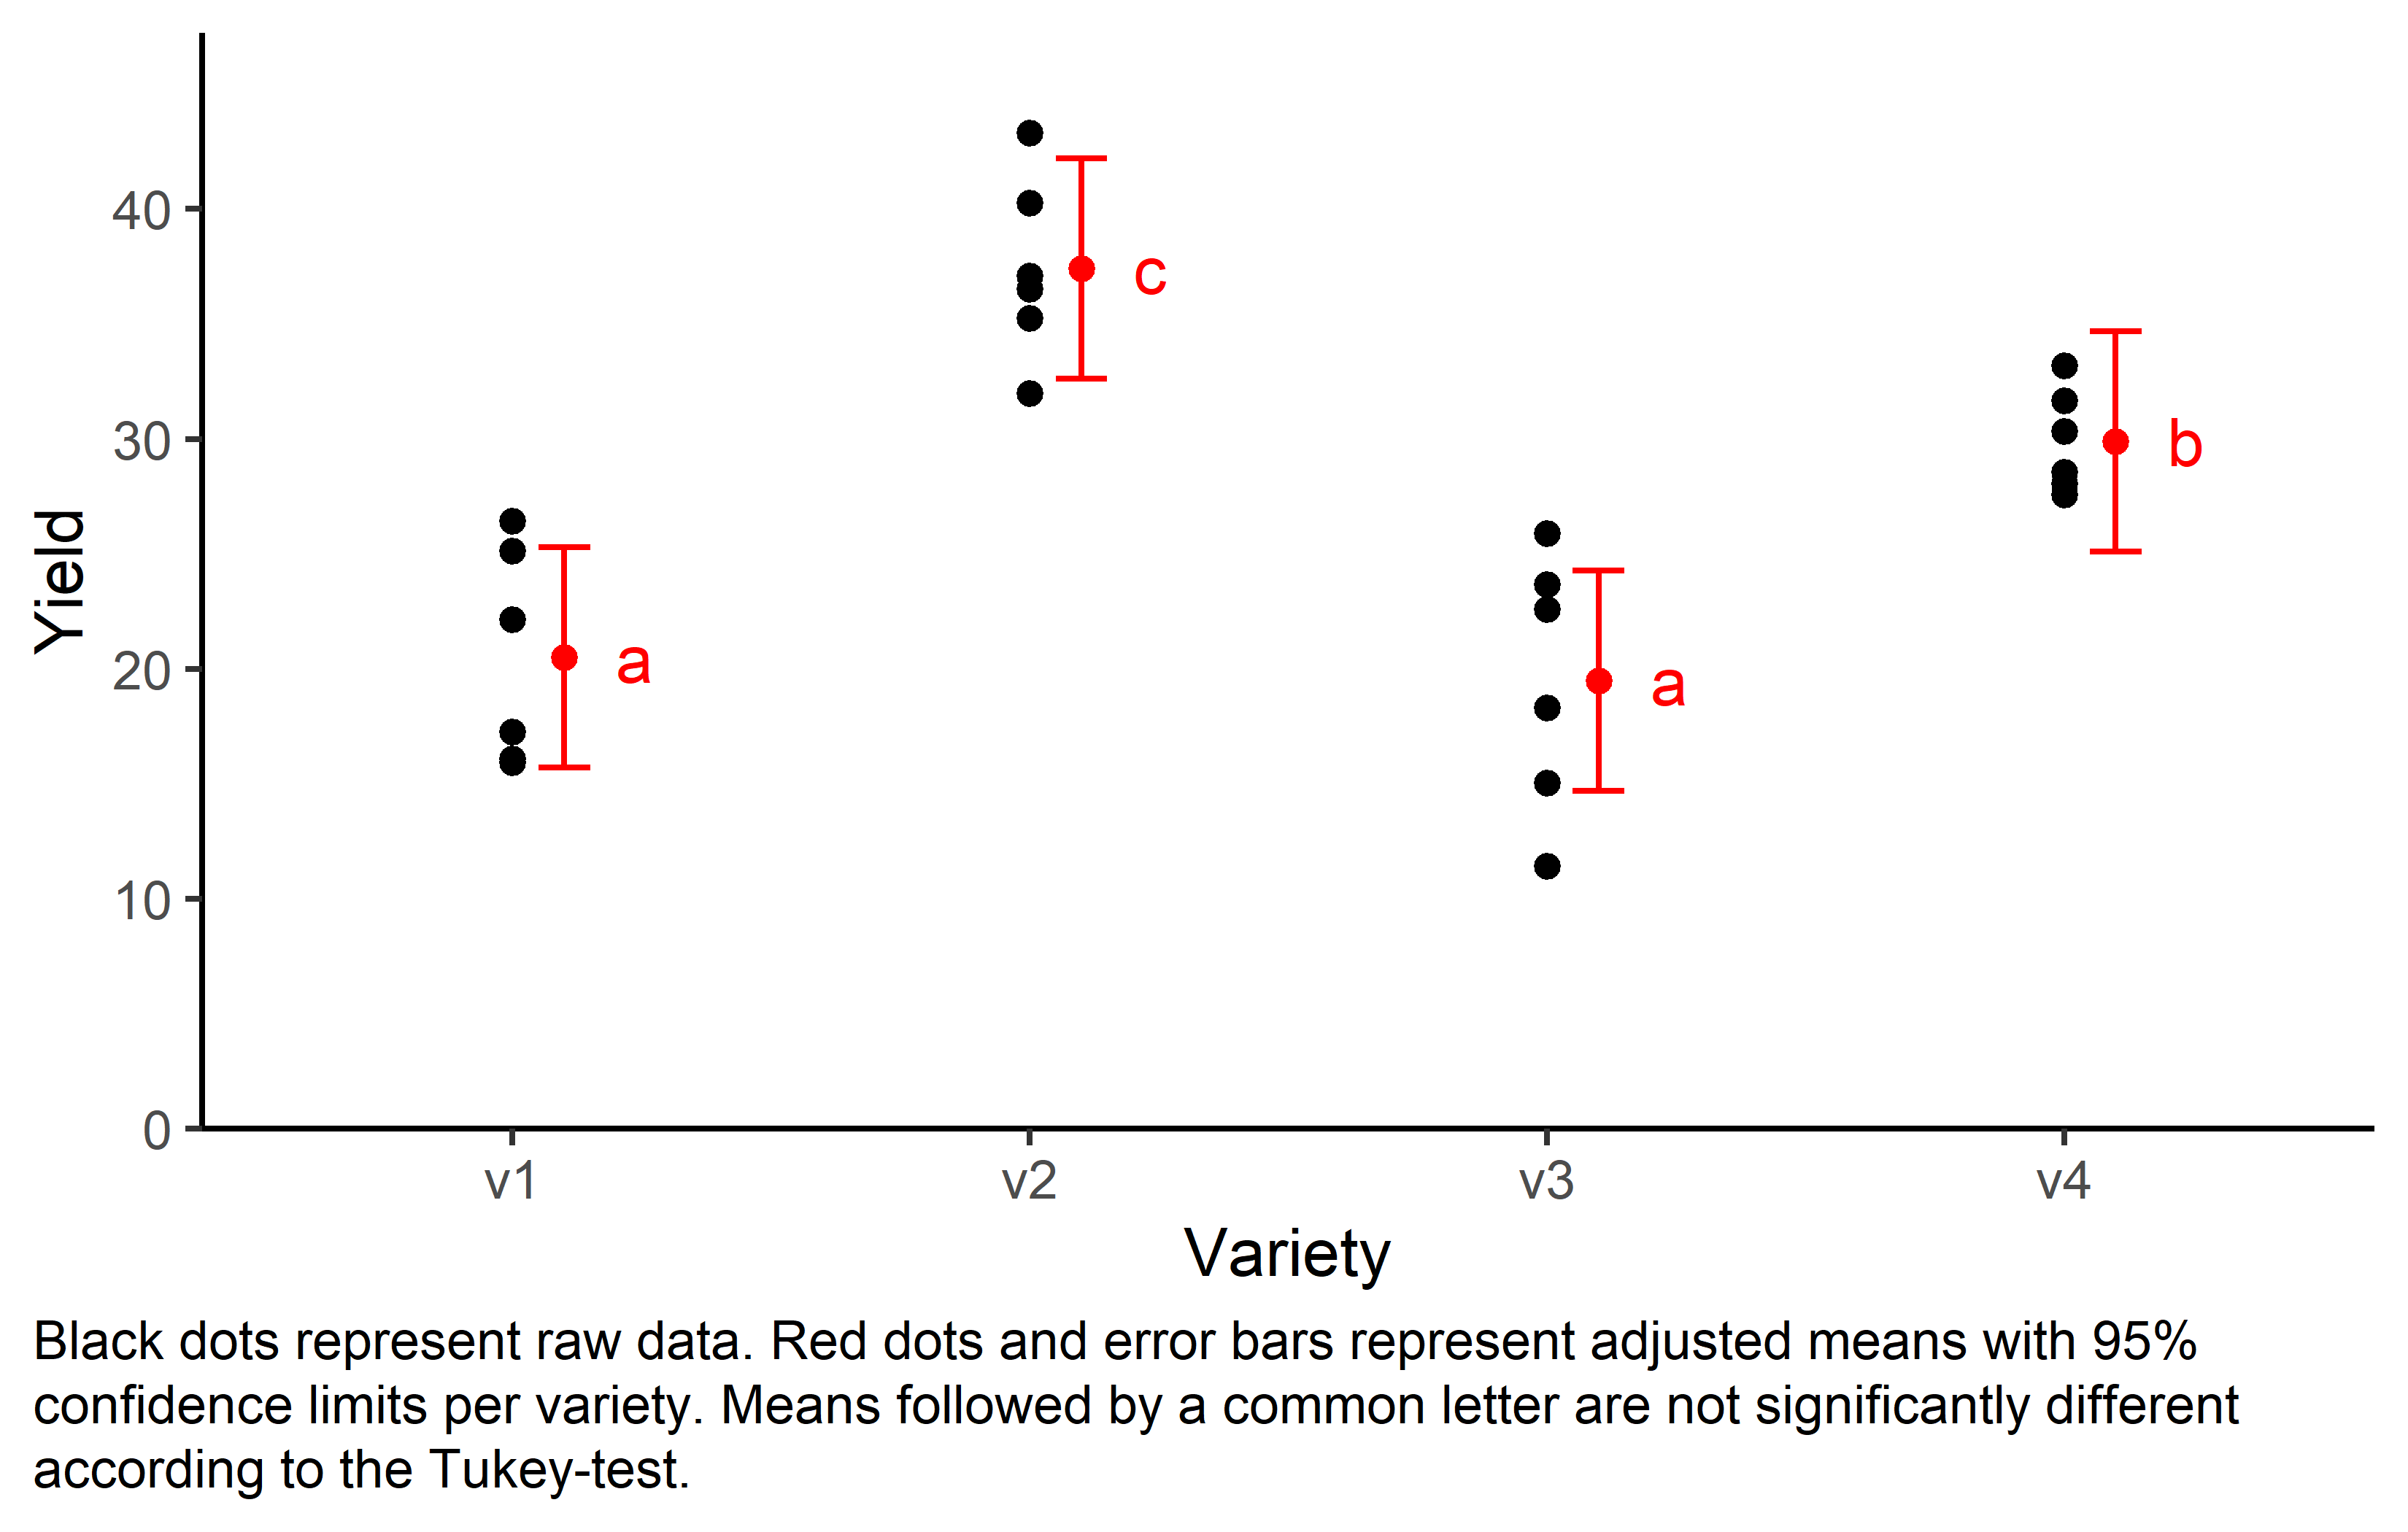 Yield
40
30
20
10
0
c
b
a
a
v1 v2 v3 v4
Variety
Black dots represent raw data. Red dots and error bars represent adjusted means with 95%
confidence limits per variety. Means followed by a common letter are not significantly different
according to the Tukey-test.